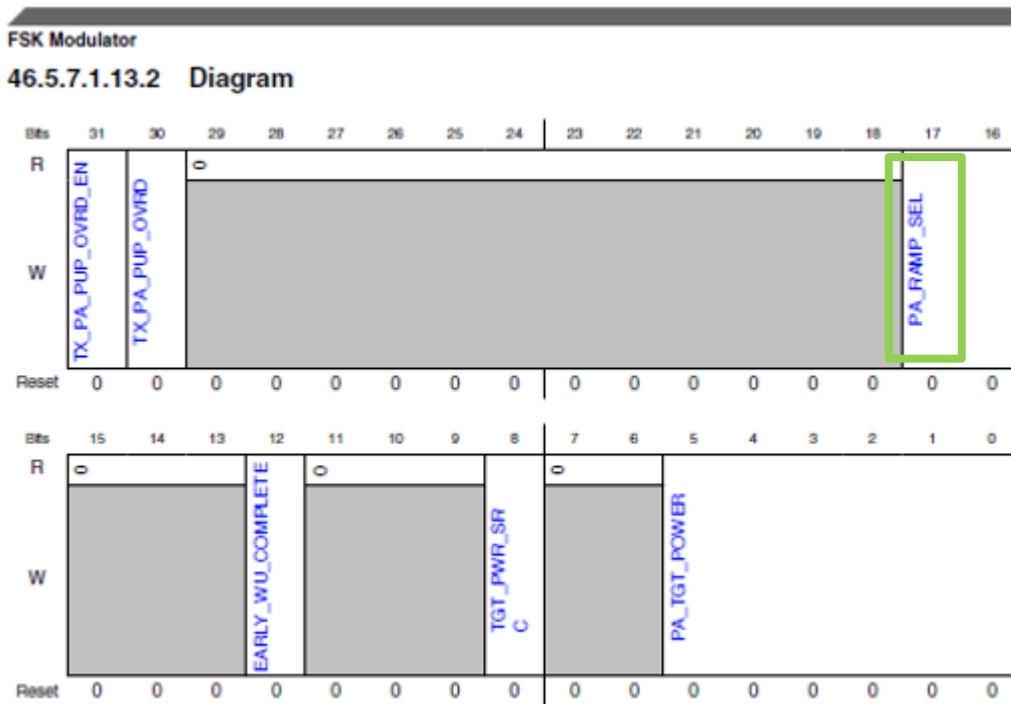 FSK Modulator
46.5.7.1.13.2 Diagram
Bits 31 30 29 28 27 26 25 24 23 22 21 20 19 18 17 16
R 0
TX_PA_PUP_OVRD_EN
TX_PA_PUP_OVRD
PA_RAMP_SEL
W
Reset 0 0 0 0 0 0 0 0 0 0 0 0 0 0 0 0
Bits 15 14 13 12 11 10 9 8 7 6 5 4 3 2 1 0
R 0 0 0
EARLY_WU_COMPLETE
TGT_PWR_SR
C
PA_TGT_POWER
W
Reset 0 0 0 0 0 0 0 0 0 0 0 0 0 0 0 0